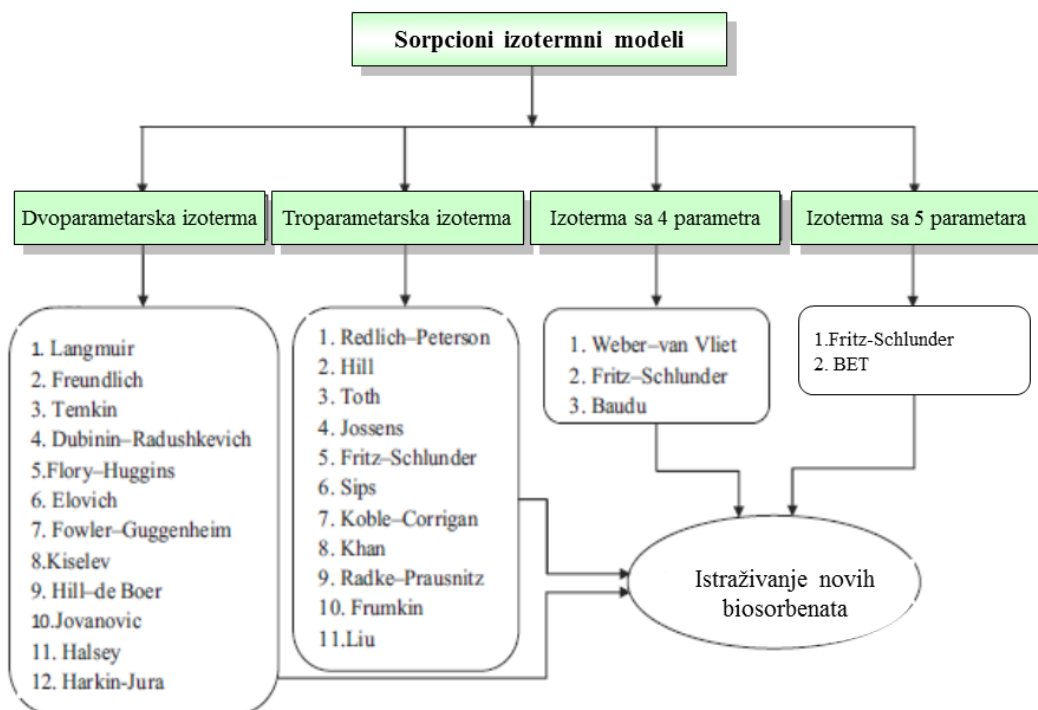 Sorpcioni izotermni modeli
Dvoparametarska izoterma
Troparametarska izoterma
Izoterma sa 4 parametra
Izoterma sa 5 parametara
1. Langmuir
2. Freundlich
3. Temkin
4. Dubinin–Radushkevich
5.Flory–Huggins
6. Elovich
7. Fowler–Guggenheim
8.Kiselev
9. Hill–de Boer
10.Jovanovic
11. Halsey
12. Harkin-Jura
1. Redlich–Peterson
2. Hill
3. Toth
4. Jossens
5. Fritz–Schlunder
6. Sips
7. Koble–Corrigan
8. Khan
9. Radke–Prausnitz
10. Frumkin
11.Liu
1. Weber–van Vliet
2. Fritz–Schlunder
3. Baudu
1.Fritz-Schlunder
2. BET
Istraživanje novih
biosorbenata